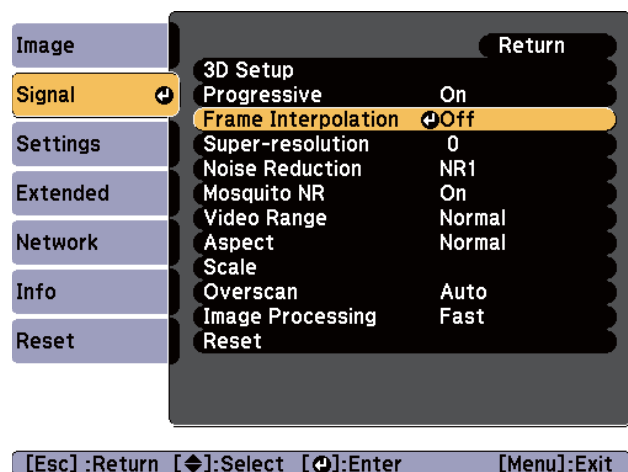 Image
Signal
Settings
Extended
Network
Info
Reset
Return
3D Setup
Progressive On
Frame Interpolation Off
Super-resolution 0
Noise Reduction NR1
Mosquito NR On
Video Range Normal
Aspect Normal
Scale
Overscan Auto
Image Processing Fast
Reset
[Esc] :Return [◆]:Select [⏎]:Enter [Menu]:Exit